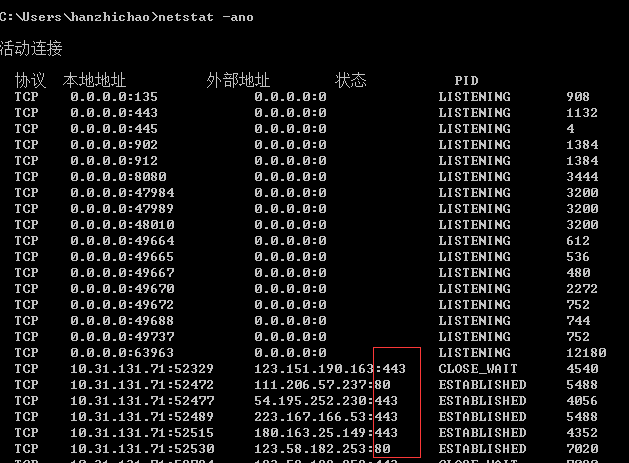 C:\Users\hanzhichao>netstat -ano
活动连接
协议 本地地址 外部地址 状态 PID
TCP 0.0.0.0:135 0.0.0.0:0 LISTENING 908
TCP 0.0.0.0:443 0.0.0.0:0 LISTENING 1132
TCP 0.0.0.0:445 0.0.0.0:0 LISTENING 4
TCP 0.0.0.0:902 0.0.0.0:0 LISTENING 1384
TCP 0.0.0.0:912 0.0.0.0:0 LISTENING 1384
TCP 0.0.0.0:8080 0.0.0.0:0 LISTENING 3444
TCP 0.0.0.0:47984 0.0.0.0:0 LISTENING 3200
TCP 0.0.0.0:47989 0.0.0.0:0 LISTENING 3200
TCP 0.0.0.0:48010 0.0.0.0:0 LISTENING 3200
TCP 0.0.0.0:49664 0.0.0.0:0 LISTENING 612
TCP 0.0.0.0:49665 0.0.0.0:0 LISTENING 536
TCP 0.0.0.0:49667 0.0.0.0:0 LISTENING 480
TCP 0.0.0.0:49670 0.0.0.0:0 LISTENING 2272
TCP 0.0.0.0:49672 0.0.0.0:0 LISTENING 752
TCP 0.0.0.0:49688 0.0.0.0:0 LISTENING 744
TCP 0.0.0.0:49737 0.0.0.0:0 LISTENING 752
TCP 0.0.0.0:63963 0.0.0.0:0 LISTENING 12180
TCP 10.31.131.71:52329 123.151.190.163:443 CLOSE_WAIT 4540
TCP 10.31.131.71:52472 111.206.57.237:80 ESTABLISHED 5488
TCP 10.31.131.71:52477 54.195.252.230:443 ESTABLISHED 4056
TCP 10.31.131.71:52489 223.167.166.53:443 ESTABLISHED 5488
TCP 10.31.131.71:52515 180.163.25.149:443 ESTABLISHED 4352
TCP 10.31.131.71:52530 123.58.182.253:80 ESTABLISHED 7020